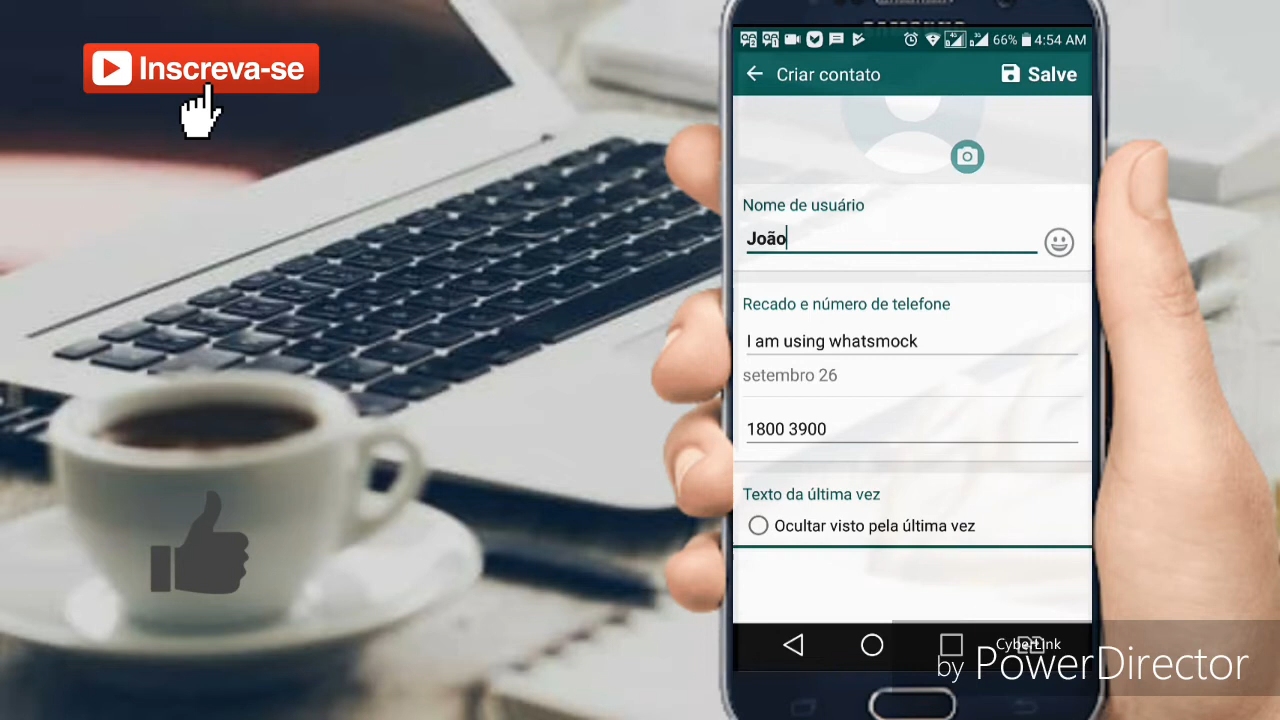 Inscreva-se
SAMSUNG
66% 4:54 AM
Criar contato
Salve
Nome de usuário
João
Recado e número de telefone
I am using whatsmock
setembro 26
1800 3900
Texto da última vez
Ocultar visto pela última vez
CyberLink
by PowerDirector